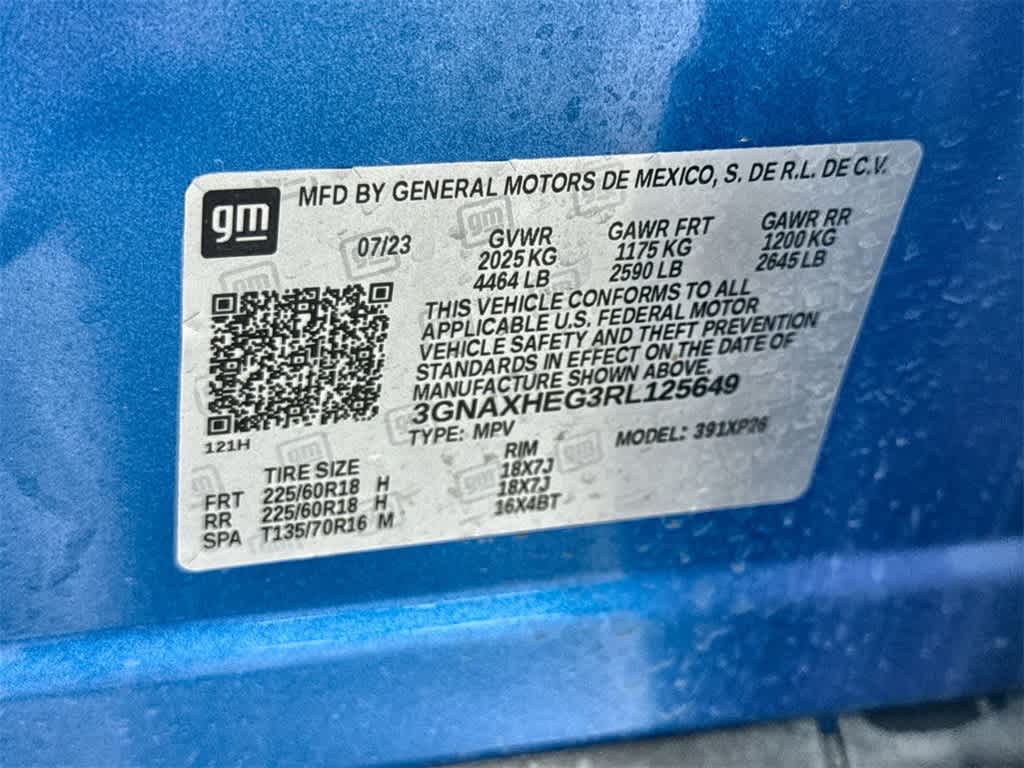 gm
MFD BY GENERAL MOTORS DE MEXICO, S. DE R.L. DE C.V.
07/23
GVWR GAWR FRT GAWR RR
2025 KG 1175 KG 1200 KG
4464 LB 2590 LB 2645 LB
THIS VEHICLE CONFORMS TO ALL
APPLICABLE U.S. FEDERAL MOTOR
VEHICLE SAFETY AND THEFT PREVENTION
STANDARDS IN EFFECT ON THE DATE OF
MANUFACTURE SHOWN ABOVE.
3GNAXHEG3RL125649
121H
TYPE: MPV MODEL: 391XP26
TIRE SIZE RIM
FRT 225/60R18 H 18X7J
RR 225/60R18 H 18X7J
SPA T135/70R16 M 16X4BT